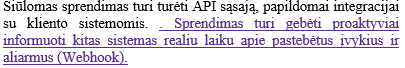 Siūlomas sprendimas turi turėti API sąsają, papildomai integracijai
su kliento sistemomis. . Sprendimas turi gebėti proaktyviai
informuoti kitas sistemas realiu laiku apie pastebėtus įvykius ir
aliarmus (Webhook).